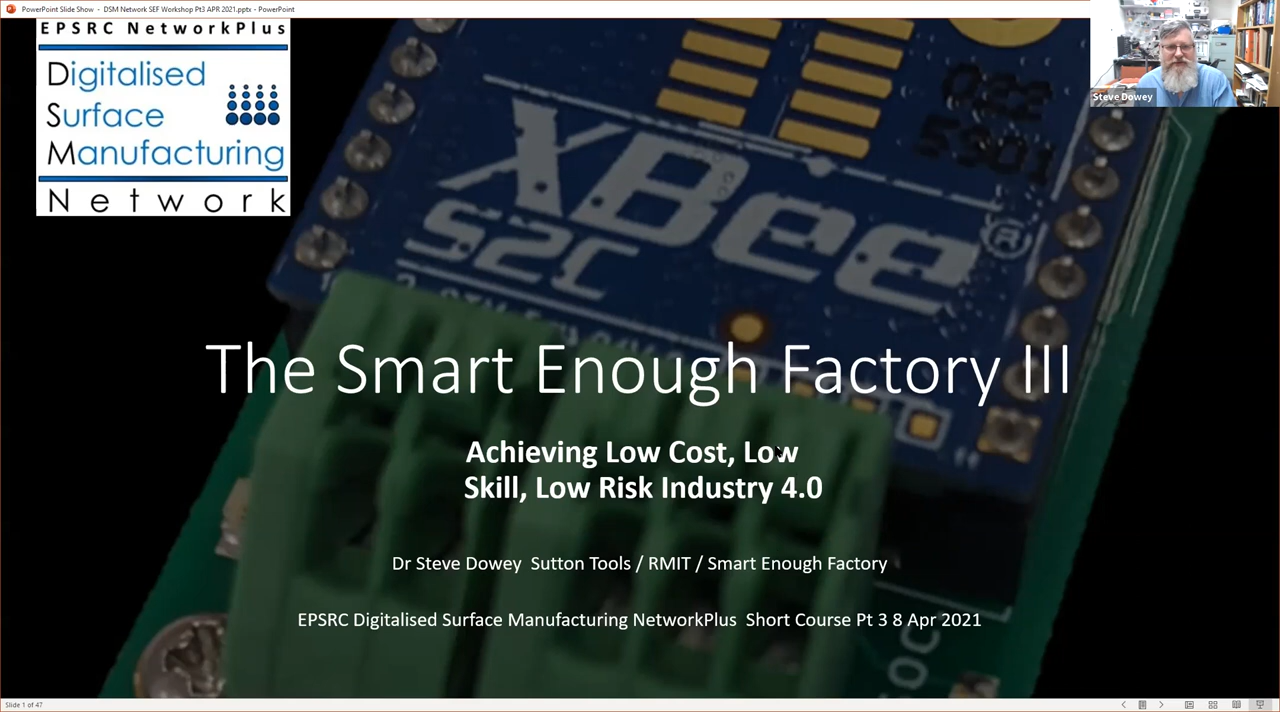 PowerPoint Slide Show - DSM Network SEF Workshop Pt3 APR 2021.pptx - PowerPoint
EPSRC NetworkPlus
Digitalised
Surface
Manufacturing
Network
Steve Dowey
XBee
®
S2C
The Smart Enough Factory III
Achieving Low Cost, Low
Skill, Low Risk Industry 4.0
Dr Steve Dowey Sutton Tools / RMIT / Smart Enough Factory
EPSRC Digitalised Surface Manufacturing NetworkPlus Short Course Pt 3 8 Apr 2021
Slide 1 of 47